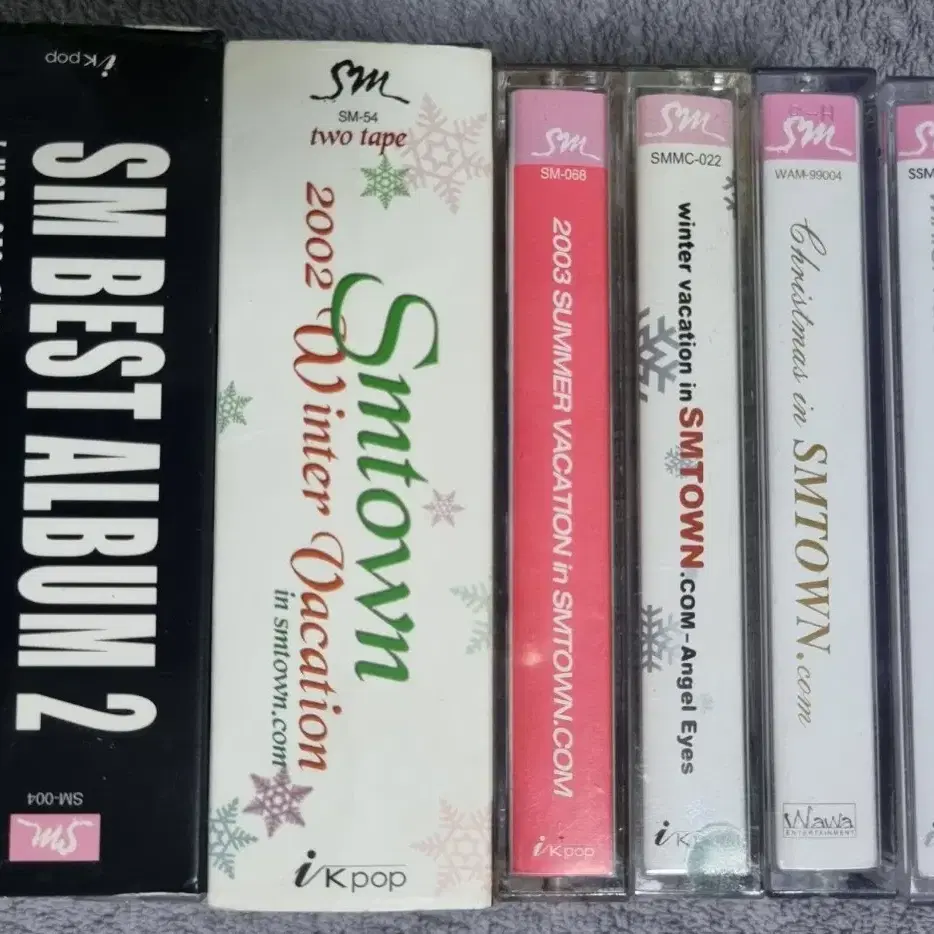 iKpop
SM BEST ALBUM 2
SM-004
SM
SM
SM-54
two tape
Smtown
2002 Winter Vacation
in smtown.com
iKpop
SM
SM-068
2003 SUMMER VACATION in SMTOWN.COM
iKpop
SM
SMMC-022
winter vacation in SMTOWN.COM-Angel Eyes
SM
WAM-99004
Christmas in SMTOWN.com
Wawa
ENTERTAINMENT